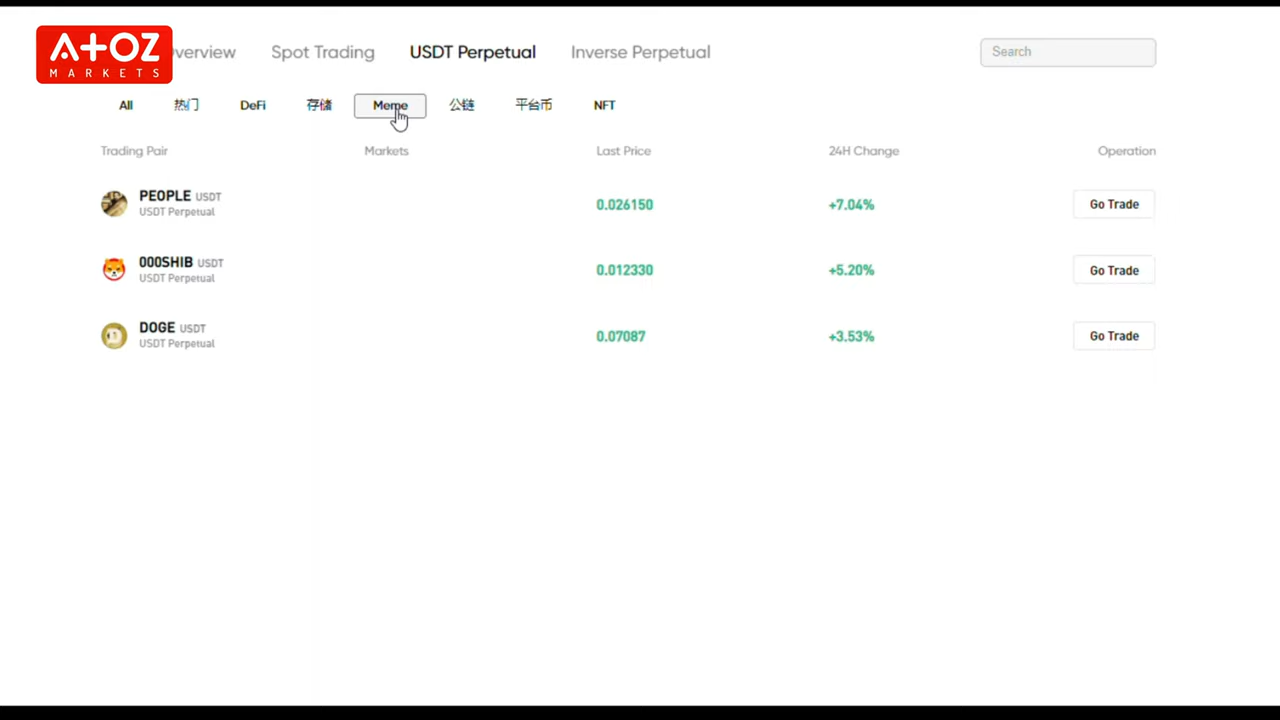 A+OZ
MARKETS
verview Spot Trading USDT Perpetual Inverse Perpetual Search
All 热门 DeFi 存储 Meme 公链 平台币 NFT
Trading Pair Markets Last Price 24H Change Operation
PEOPLE USDT
USDT Perpetual
0.026150 +7.04% Go Trade
000SHIB USDT
USDT Perpetual
0.012330 +5.20% Go Trade
DOGE USDT
USDT Perpetual
0.07087 +3.53% Go Trade